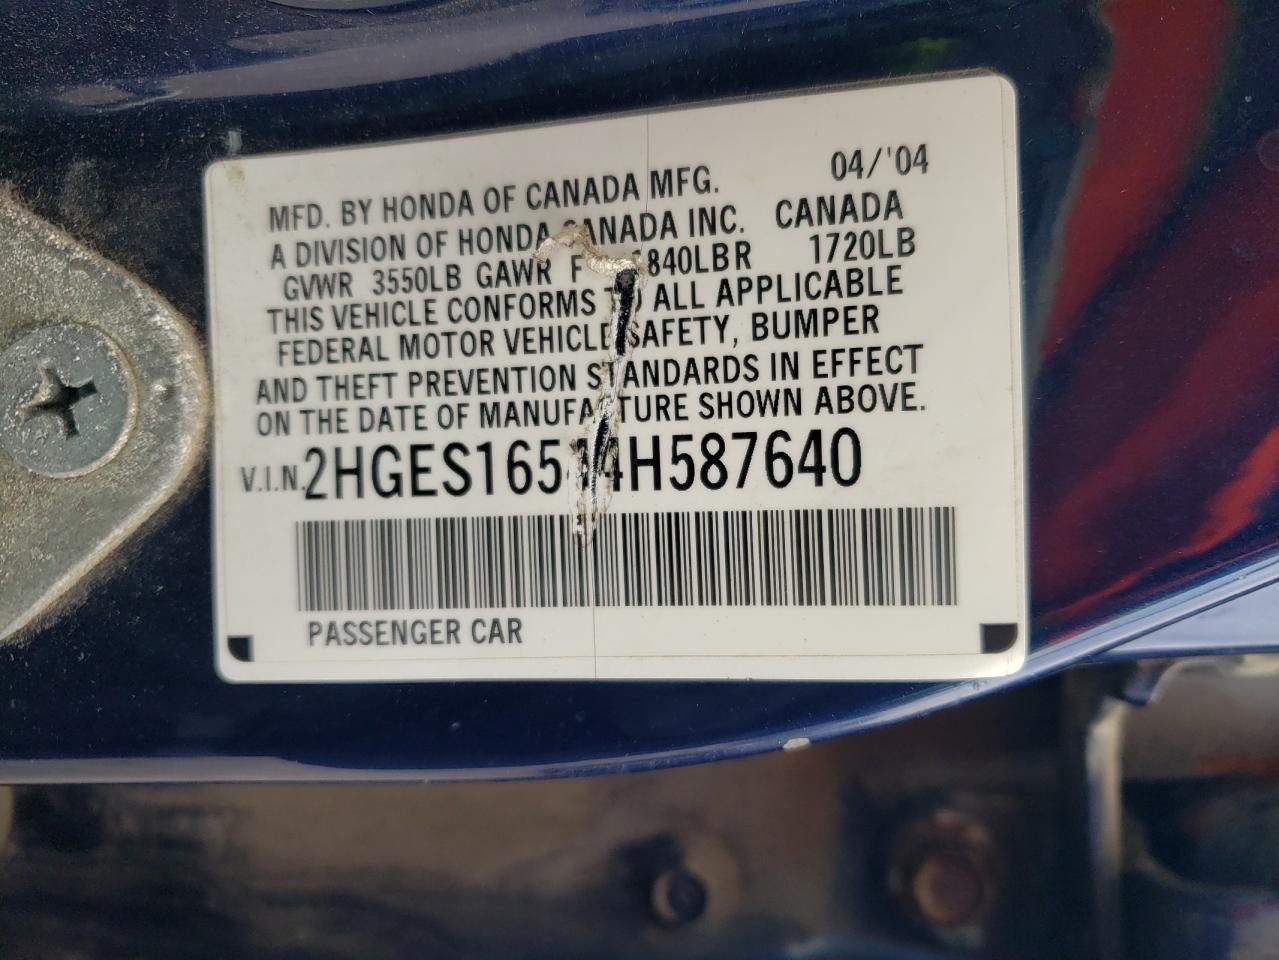 04/'04
MFD. BY HONDA OF CANADA MFG.
A DIVISION OF HONDA CANADA INC. CANADA
GVWR 3550LB GAWR F 1840LB R 1720LB
THIS VEHICLE CONFORMS TO ALL APPLICABLE
FEDERAL MOTOR VEHICLE SAFETY, BUMPER
AND THEFT PREVENTION STANDARDS IN EFFECT
ON THE DATE OF MANUFACTURE SHOWN ABOVE.
V.I.N.
PASSENGER CAR